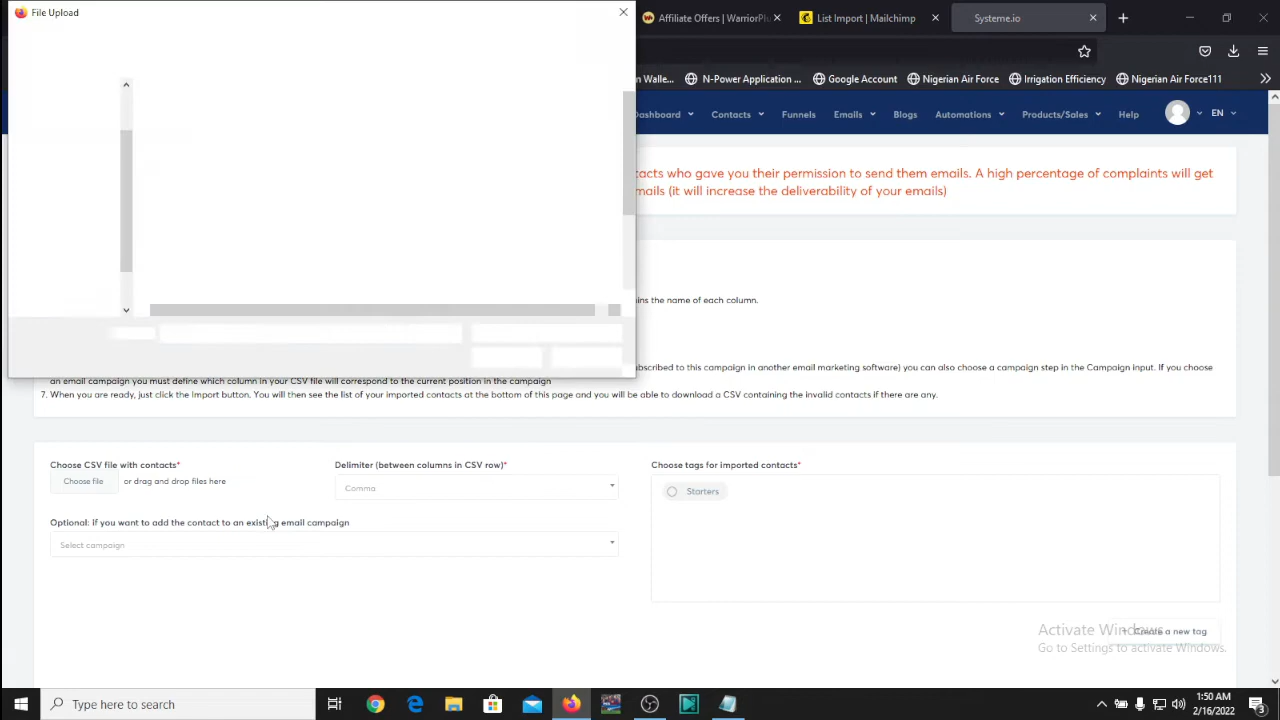 File Upload
Affiliate Offers | WarriorPlu
List Import | Mailchimp
Systeme.io
n Walle...
N-Power Application ...
Google Account
Nigerian Air Force
Irrigation Efficiency
Nigerian Air Force111
Dashboard
Contacts
Funnels
Emails
Blogs
Automations
Products/Sales
Help
EN
tacts who gave you their permission to send them emails. A high percentage of complaints will get
mails (it will increase the deliverability of your emails)
ins the name of each column.
ubscribed to this campaign in another email marketing software) you can also choose a campaign step in the Campaign input. If you choose
an email campaign you must define which column in your CSV file will correspond to the current position in the campaign
7. When you are ready, just click the Import button. You will then see the list of your imported contacts at the bottom of this page and you will be able to download a CSV containing the invalid contacts if there are any.
Choose CSV file with contacts*
Delimiter (between columns in CSV row)*
Choose tags for imported contacts*
Choose file
or drag and drop files here
Comma
Starters
Optional: if you want to add the contact to an existing email campaign
Select campaign
Activate Windows
+ Create a new tag
Go to Settings to activate Windows.
Type here to search
1:50 AM
2/16/2022
3